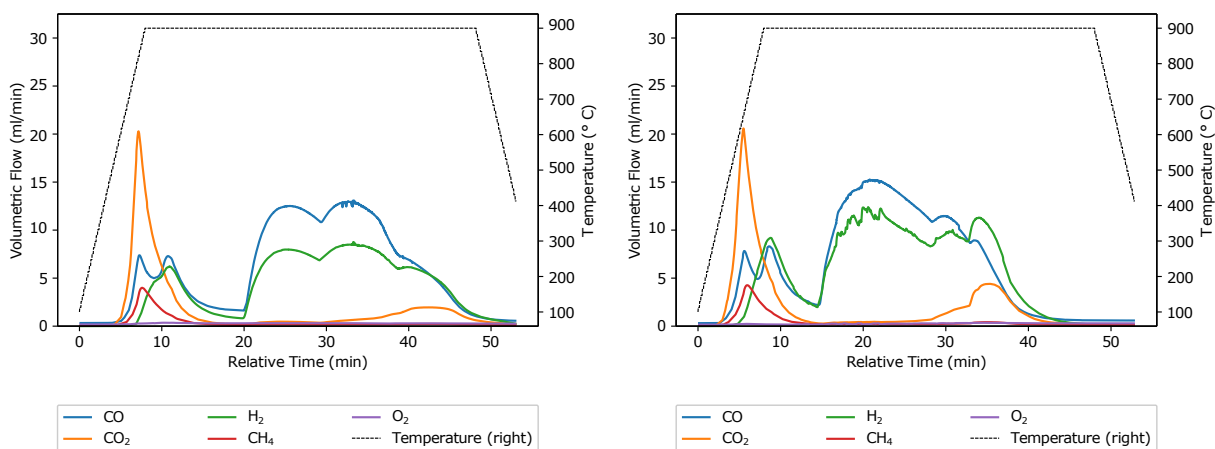 30
25
20
15
10
5
0
Volumetric Flow (ml/min)
900
800
700
600
500
400
300
200
100
Temperature (° C)
0 10 20 30 40 50
Relative Time (min)
CO H₂ O₂
CO₂ CH₄ Temperature (right)
30
25
20
15
10
5
0
Volumetric Flow (ml/min)
900
800
700
600
500
400
300
200
100
Temperature (° C)
0 10 20 30 40 50
Relative Time (min)
CO H₂ O₂
CO₂ CH₄ Temperature (right)